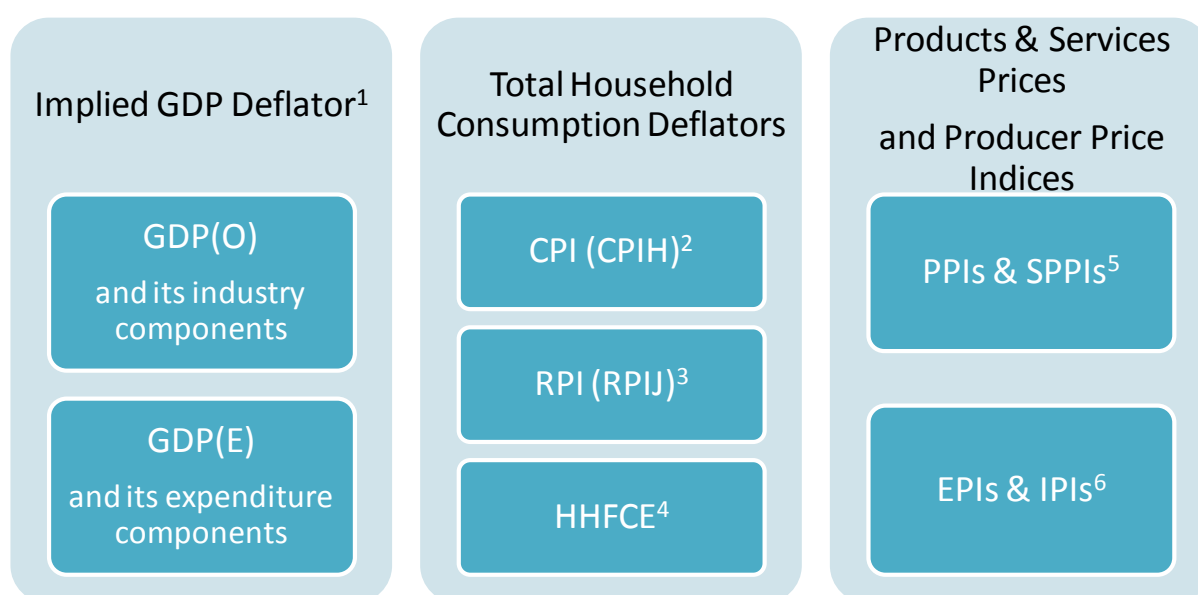 Implied GDP Deflator¹
GDP(O)
and its industry
components
GDP(E)
and its expenditure
components
Total Household
Consumption Deflators
CPI (CPIH)²
RPI (RPIJ)³
HHFCE⁴
Products & Services
Prices
and Producer Price
Indices
PPIs & SPPIs⁵
EPIs & IPIs⁶